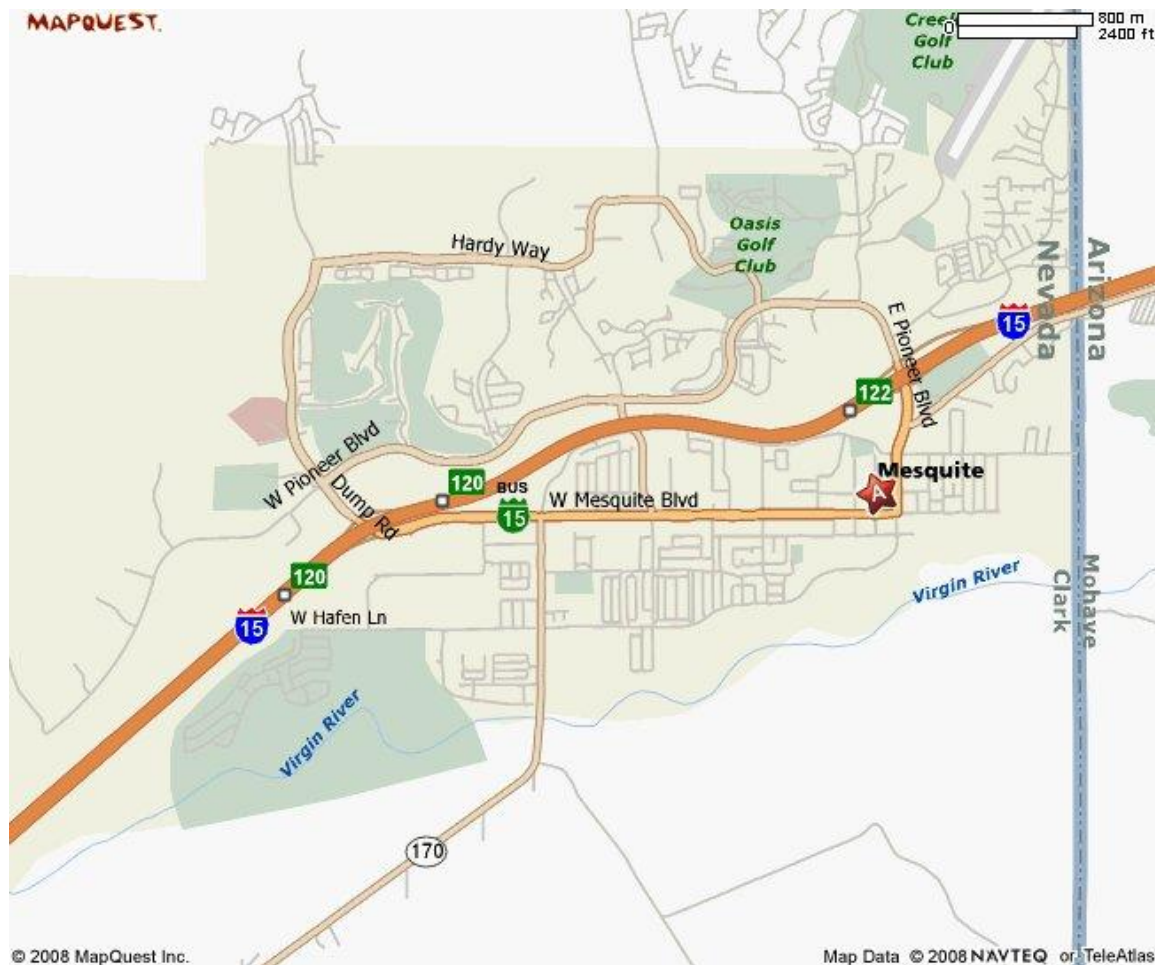 MAPQUEST.
0
800 m
2400 ft
Creek
Golf
Club
Oasis
Golf
Club
Hardy Way
Nevada
Arizona
15
E Pioneer Blvd
122
W Pioneer Blvd
Mesquite
A
120
BUS
15
W Mesquite Blvd
Dump Rd
120
15
W Hafen Ln
Virgin River
Clark
Mohave
Virgin River
170
© 2008 MapQuest Inc.
Map Data © 2008 NAVTEQ or TeleAtlas